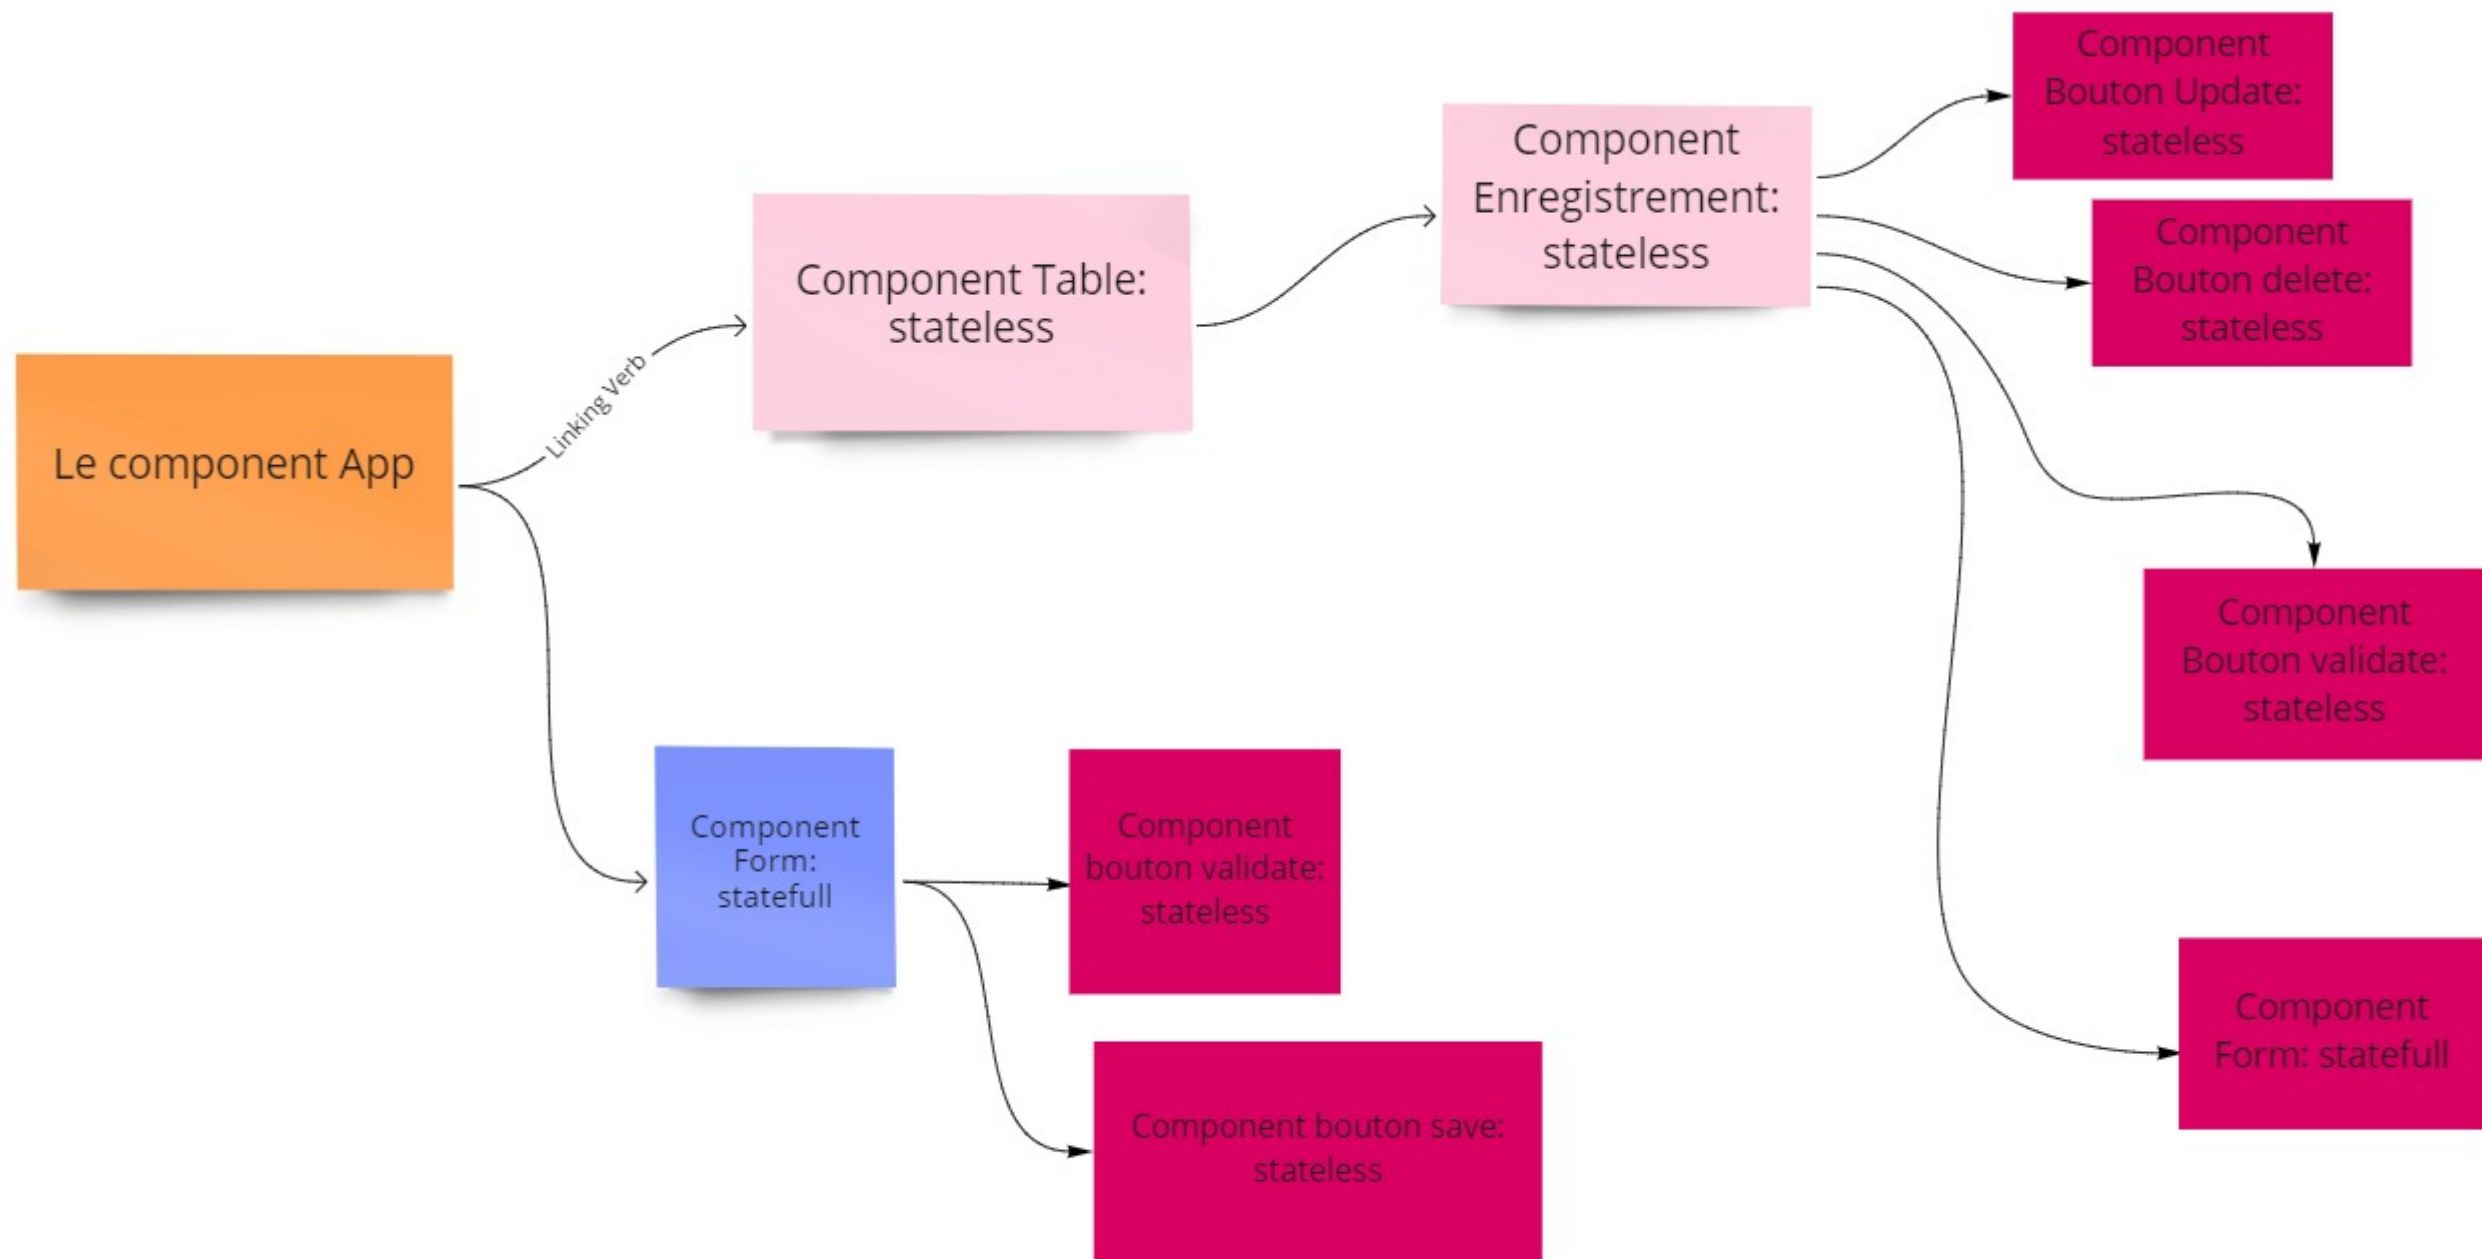 Component
Bouton Update:
stateless
Component
Enregistrement:
stateless
Component
Bouton delete:
stateless
Component Table:
stateless
Linking Verb
Le component App
Component
Bouton validate:
stateless
Component
Form:
statefull
Component
bouton validate:
stateless
Component
Form: statefull
Component bouton save:
stateless